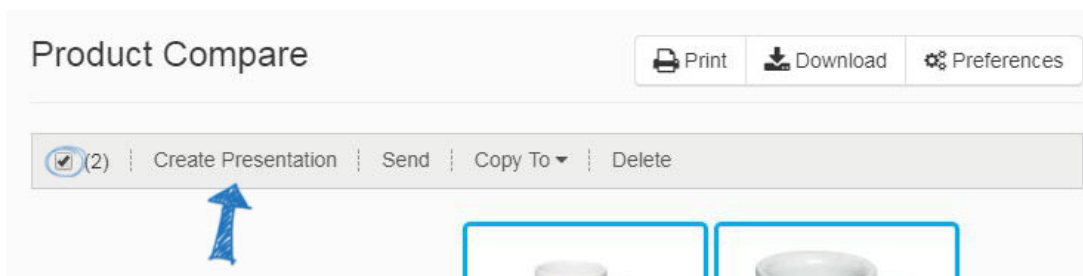 Product Compare
Print Download Preferences
(2) Create Presentation Send Copy To Delete